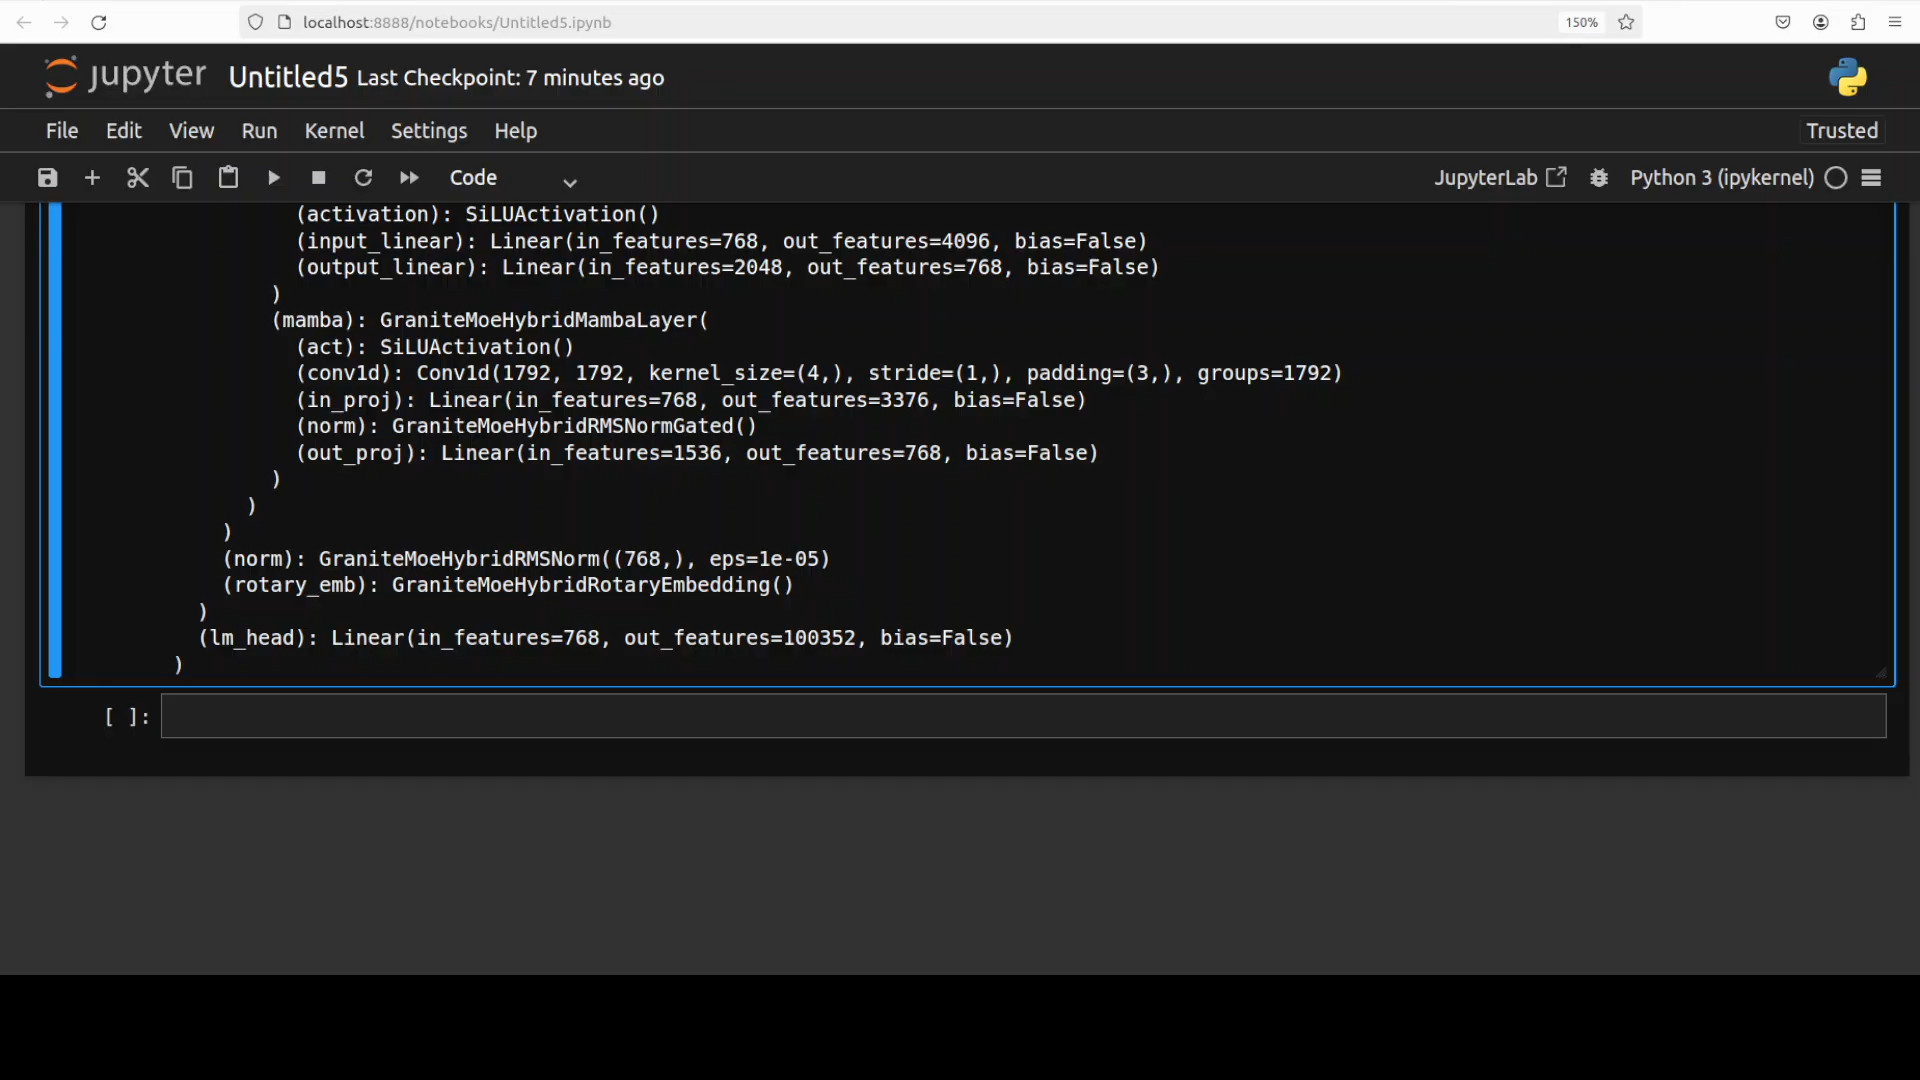 localhost:8888/notebooks/Untitled5.ipynb
150%
jupyter Untitled5 Last Checkpoint: 7 minutes ago
File Edit View Run Kernel Settings Help
Trusted
Code
JupyterLab
Python 3 (ipykernel)
(activation): SiLUActivation()
(input_linear): Linear(in_features=768, out_features=4096, bias=False)
(output_linear): Linear(in_features=2048, out_features=768, bias=False)
)
(mamba): GraniteMoeHybridMambaLayer(
(act): SiLUActivation()
(conv1d): Conv1d(1792, 1792, kernel_size=(4,), stride=(1,), padding=(3,), groups=1792)
(in_proj): Linear(in_features=768, out_features=3376, bias=False)
(norm): GraniteMoeHybridRMSNormGated()
(out_proj): Linear(in_features=1536, out_features=768, bias=False)
)
)
)
(norm): GraniteMoeHybridRMSNorm((768,), eps=1e-05)
(rotary_emb): GraniteMoeHybridRotaryEmbedding()
)
(lm_head): Linear(in_features=768, out_features=100352, bias=False)
)
[ ]: